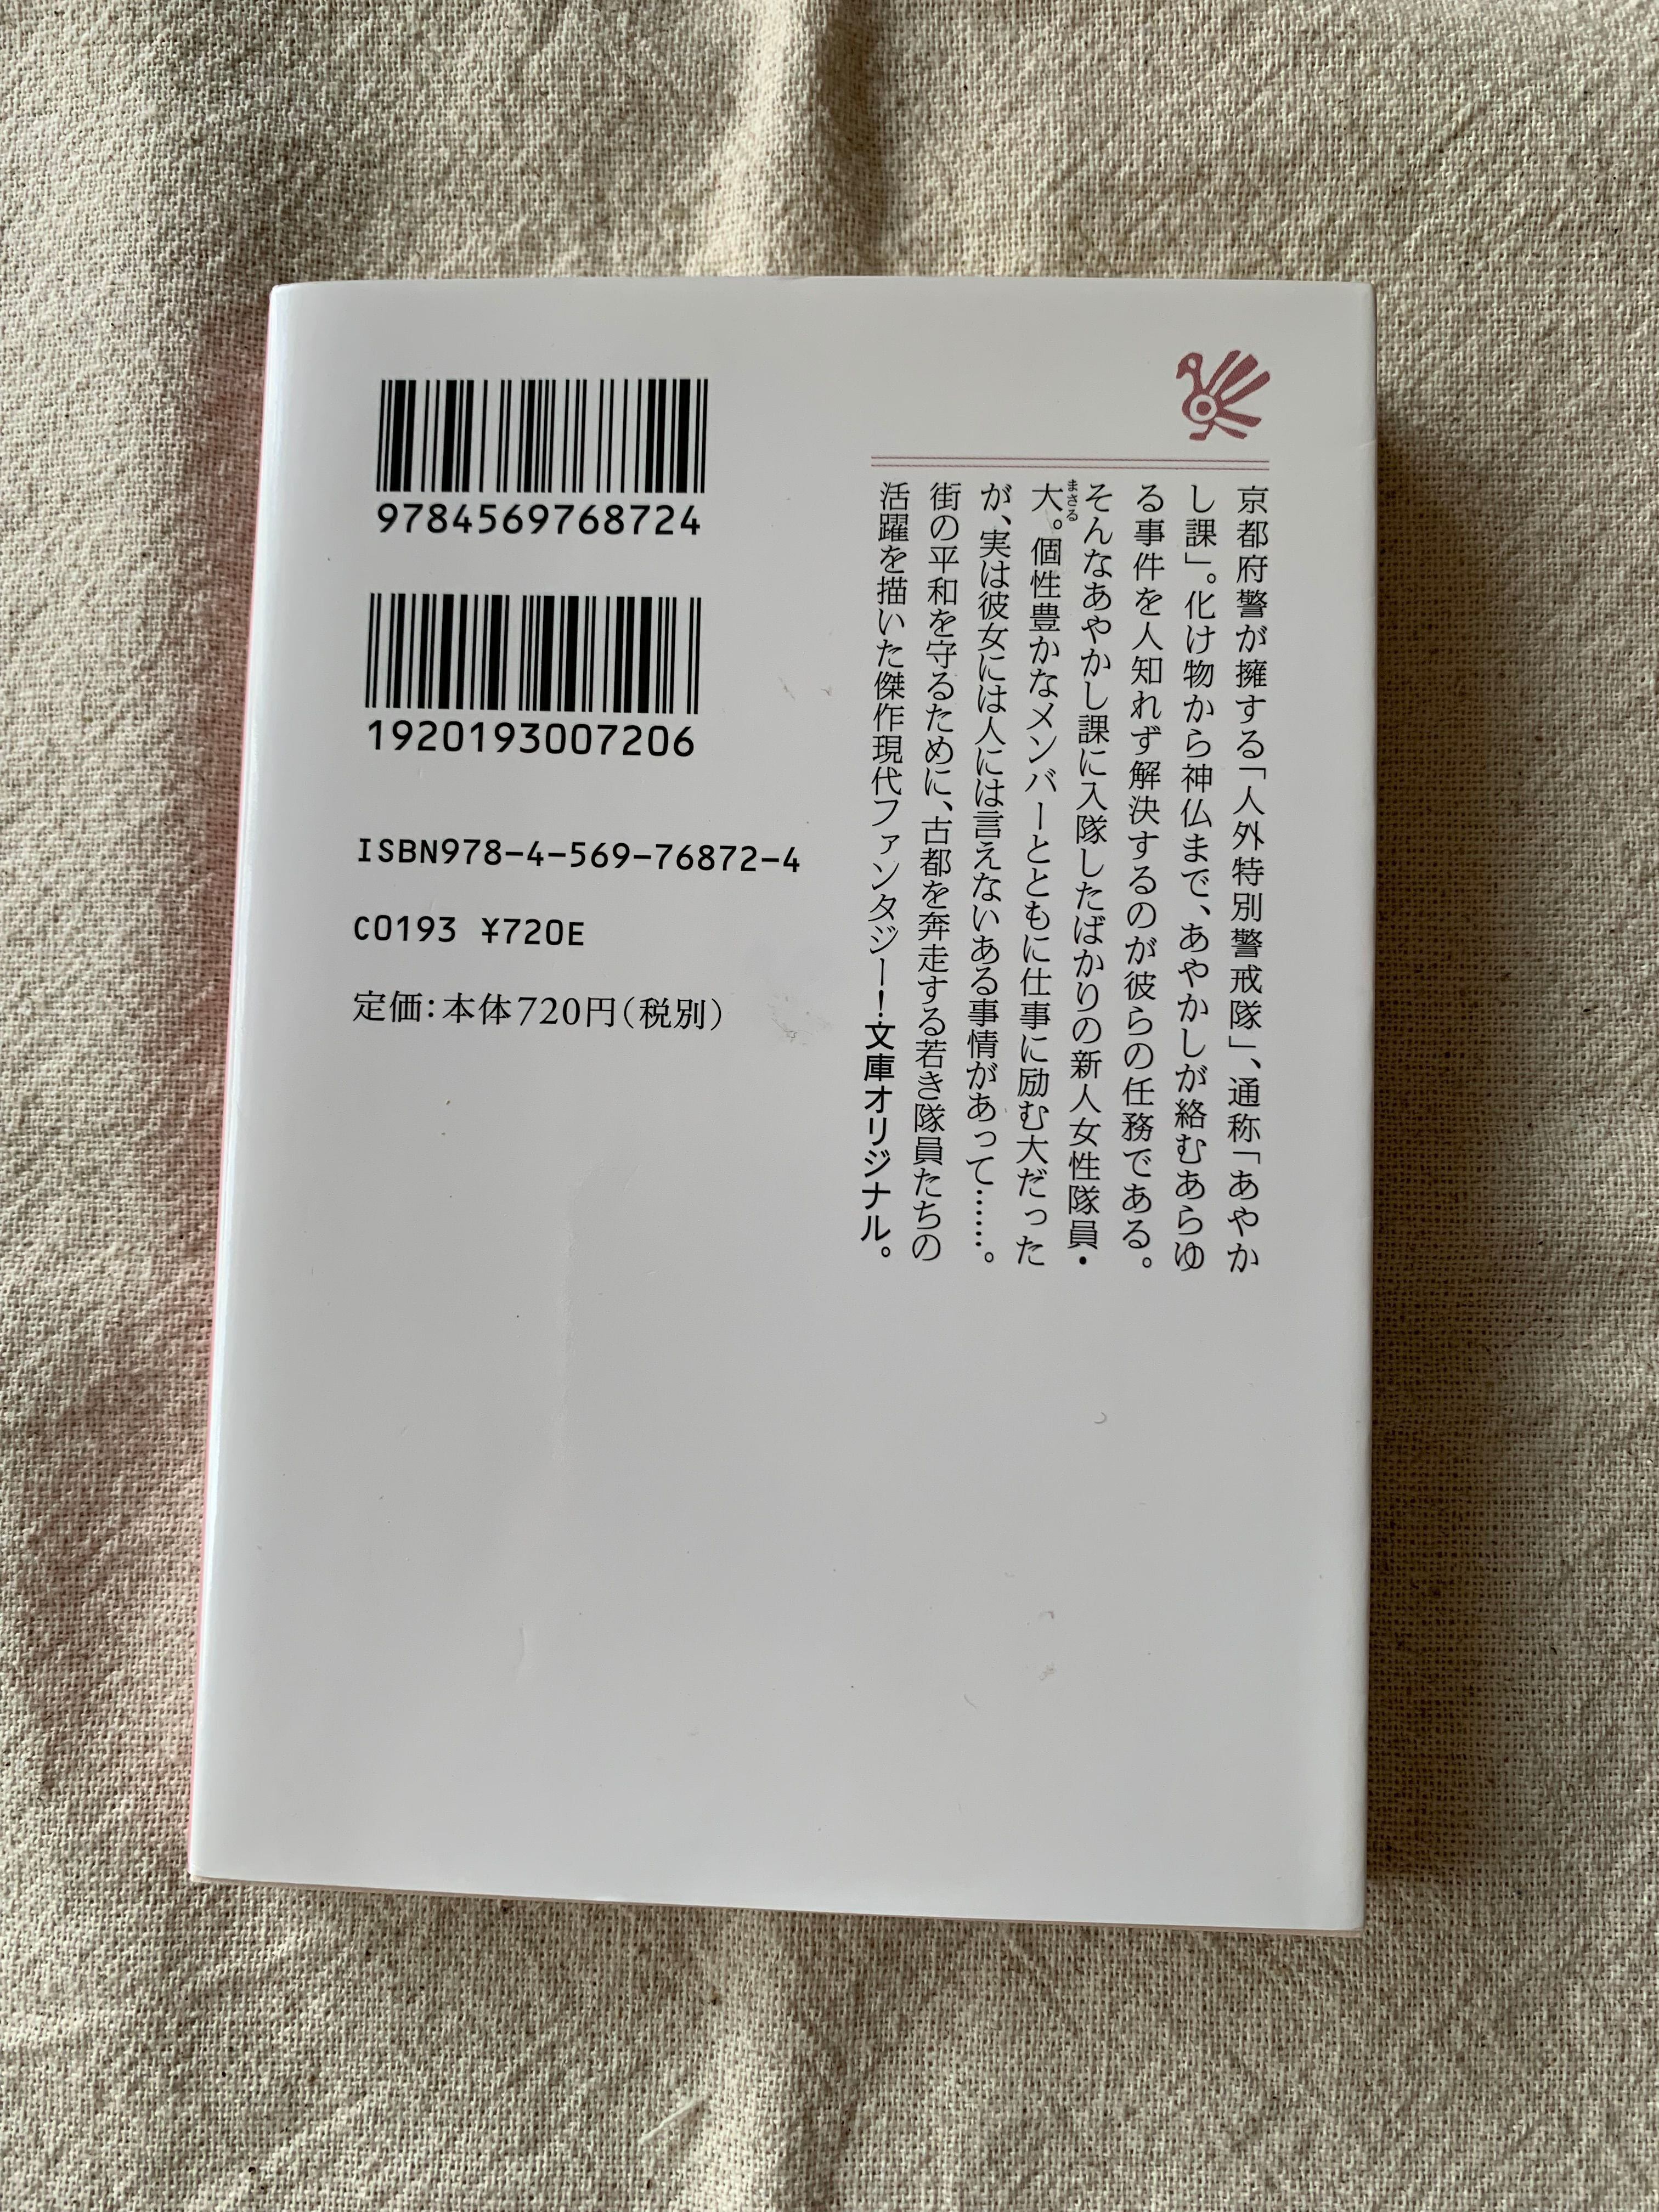 京都府警が擁する「人外特別警戒隊」、通称「あやか
し課」。化け物から神仏まで、あやかしが絡むあらゆ
る事件を人知れず解決するのが彼らの任務である。
そんなあやかし課に入隊したばかりの新人女性隊員・
まさる
大。個性豊かなメンバーとともに仕事に励む大だった
が、実は彼女には人には言えないある事情があって……。
街の平和を守るために、古都を奔走する若き隊員たちの
活躍を描いた傑作現代ファンタジー!文庫オリジナル。
9784569768724
1920193007206
ISBN978-4-569-76872-4
C0193 ¥720E
定価:本体720円(税別)